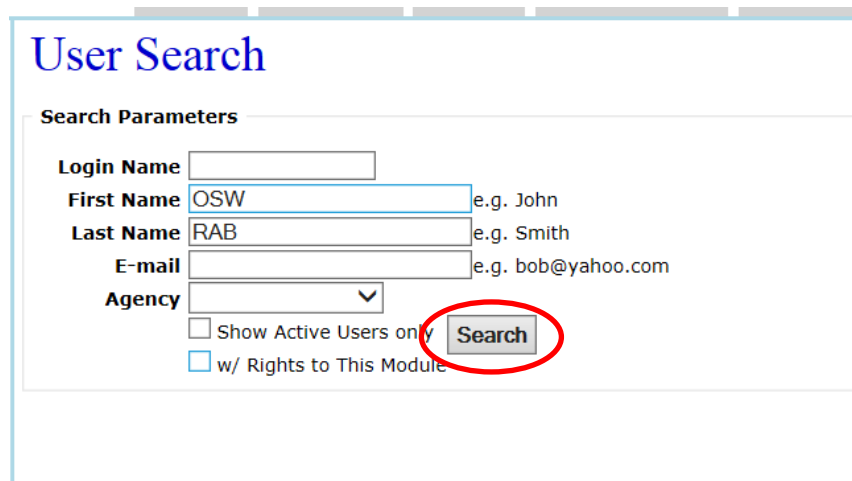 User Search
Search Parameters
Login Name
First Name OSW e.g. John
Last Name RAB e.g. Smith
E-mail e.g. bob@yahoo.com
Agency
Show Active Users only Search
w/ Rights to This Module